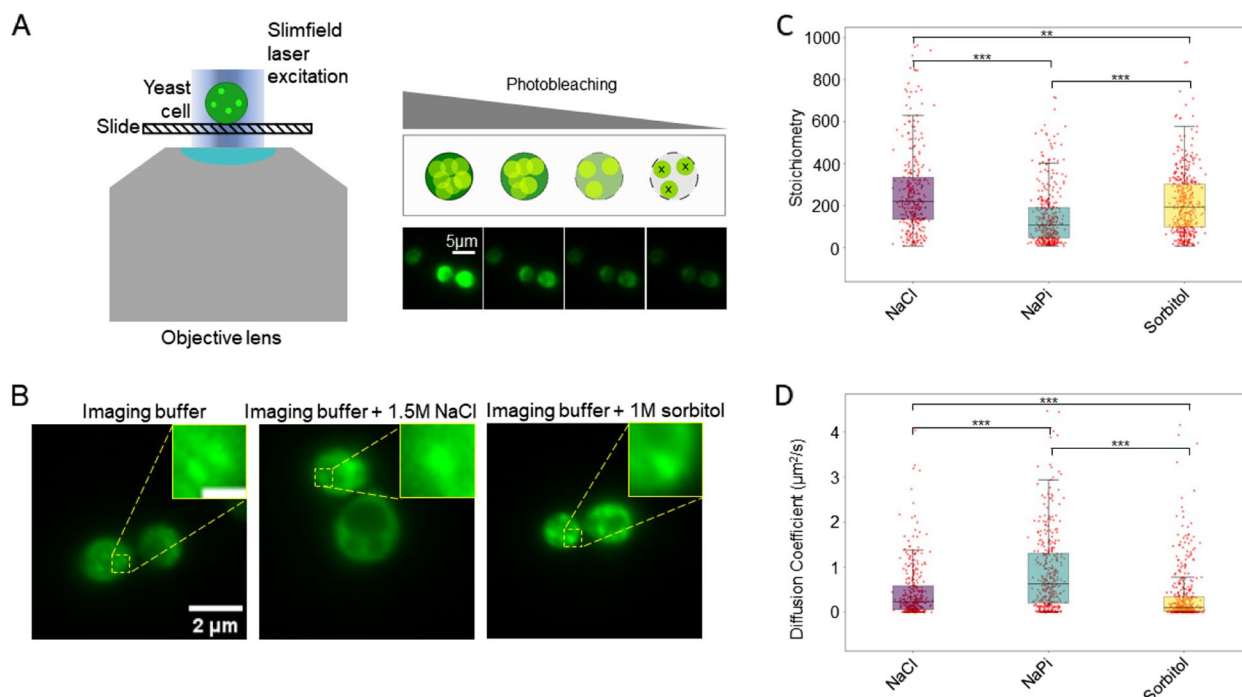 A
Slimfield
laser
excitation
Yeast
cell
Slide
Objective lens
Photobleaching
x
x
x
5μm
B
Imaging buffer
Imaging buffer + 1.5M NaCl
Imaging buffer + 1M sorbitol
2 μm
C
**
***
***
1000
800
600
400
200
0
Stoichiometry
NaCl
NaPi
Sorbitol
D
***
***
***
4
3
2
1
0
Diffusion Coefficient (μm²/s)
NaCl
NaPi
Sorbitol